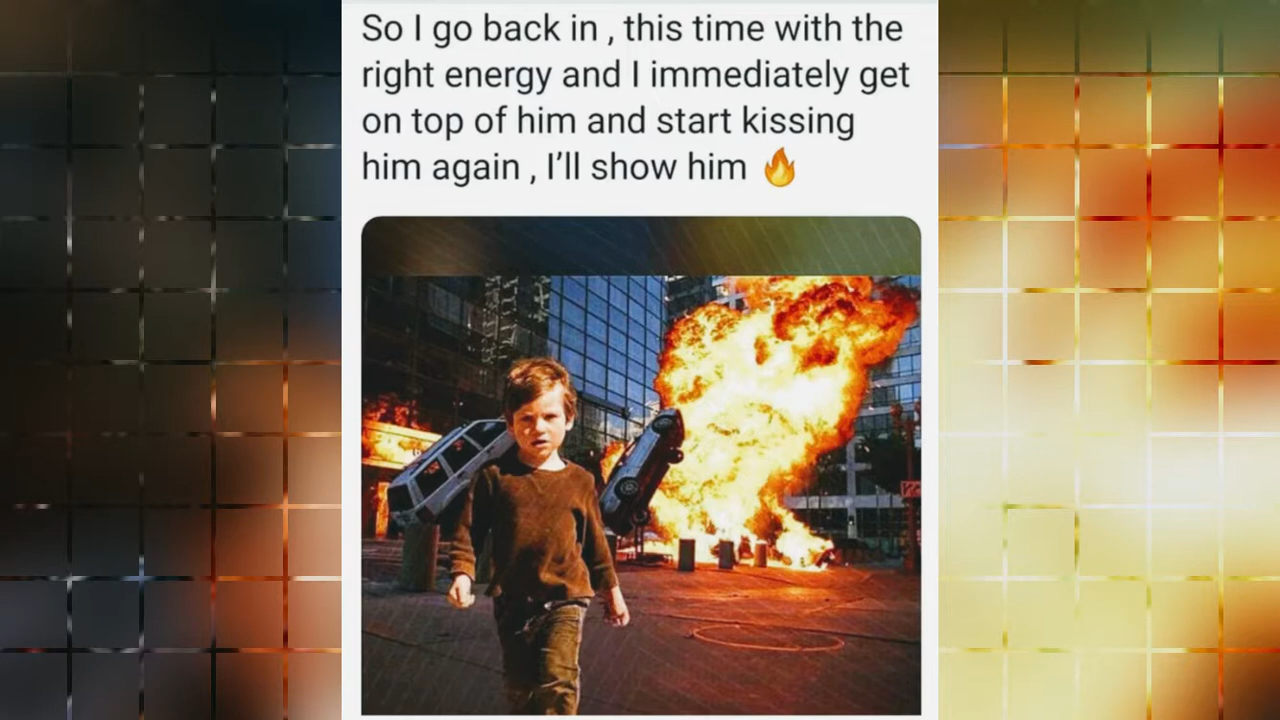 So I go back in , this time with the
right energy and I immediately get
on top of him and start kissing
him again , I’ll show him 🔥